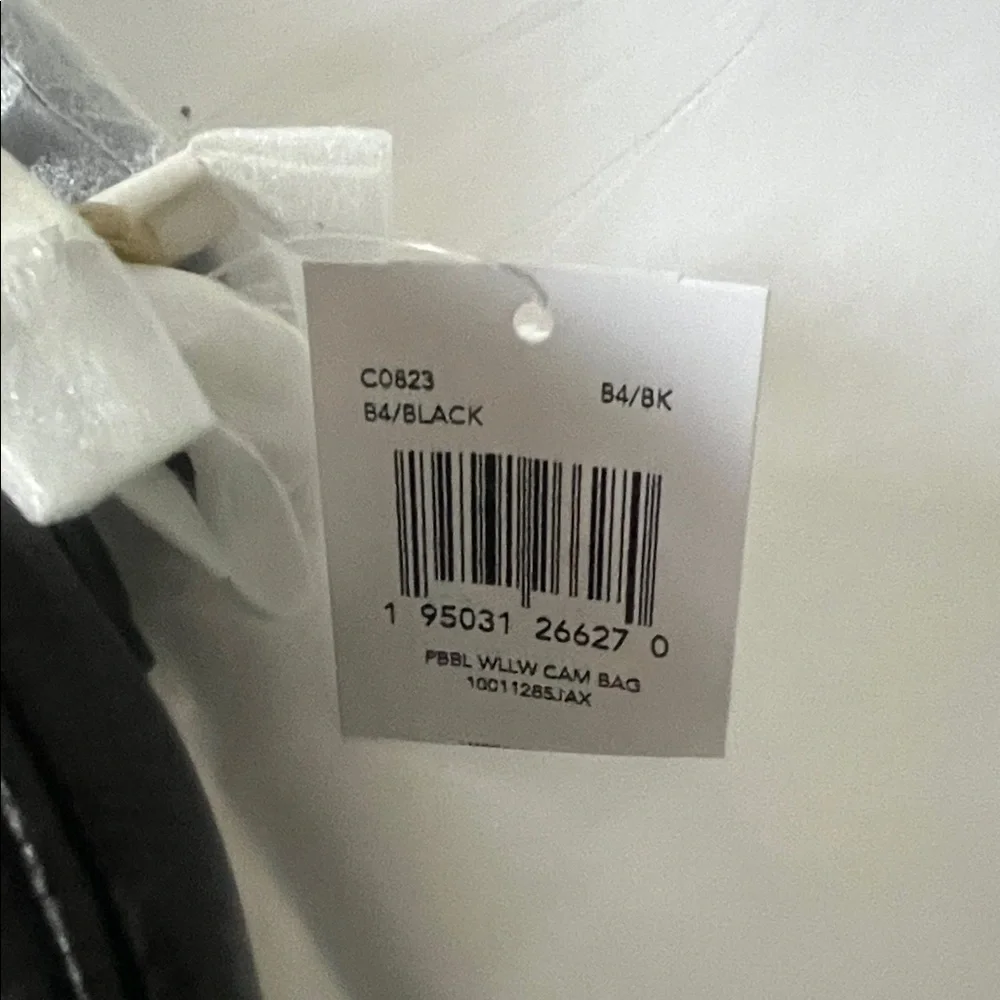 C0823 B4/BK
B4/BLACK
1 95031 26627 0
PBBL WLLW CAM BAG
10011285JAX